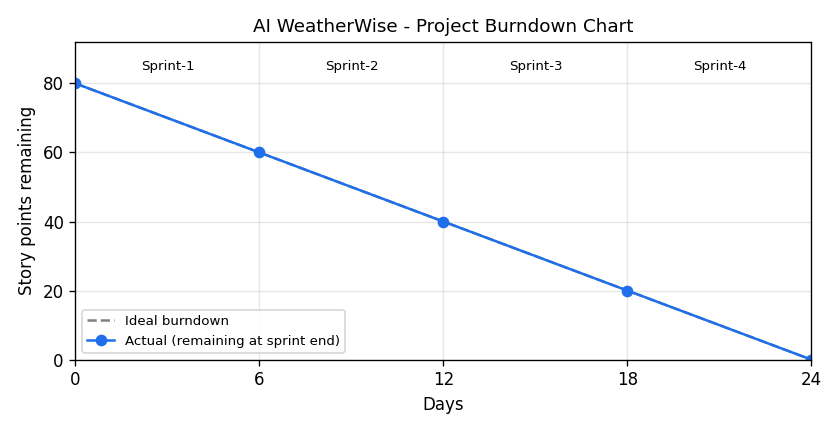 AI WeatherWise - Project Burndown Chart
Sprint-1 Sprint-2 Sprint-3 Sprint-4
Story points remaining
80
60
40
20
0
Ideal burndown
Actual (remaining at sprint end)
0 6 12 18 24
Days